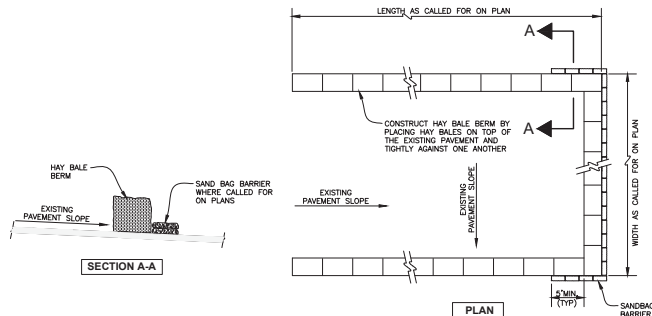 LENGTH AS CALLED FOR ON PLAN
A
CONSTRUCT HAY BALE BERM BY
PLACING HAY BALES ON TOP OF
THE EXISTING PAVEMENT AND
TIGHTLY AGAINST ONE ANOTHER
A
WIDTH AS CALLED FOR ON PLAN
HAY BALE
BERM
SAND BAG BARRIER
WHERE CALLED FOR
ON PLANS
EXISTING
PAVEMENT SLOPE
SECTION A-A
EXISTING
PAVEMENT SLOPE
EXISTING
PAVEMENT SLOPE
5'MIN.
(TYP)
SANDBAG
BARRIER
PLAN